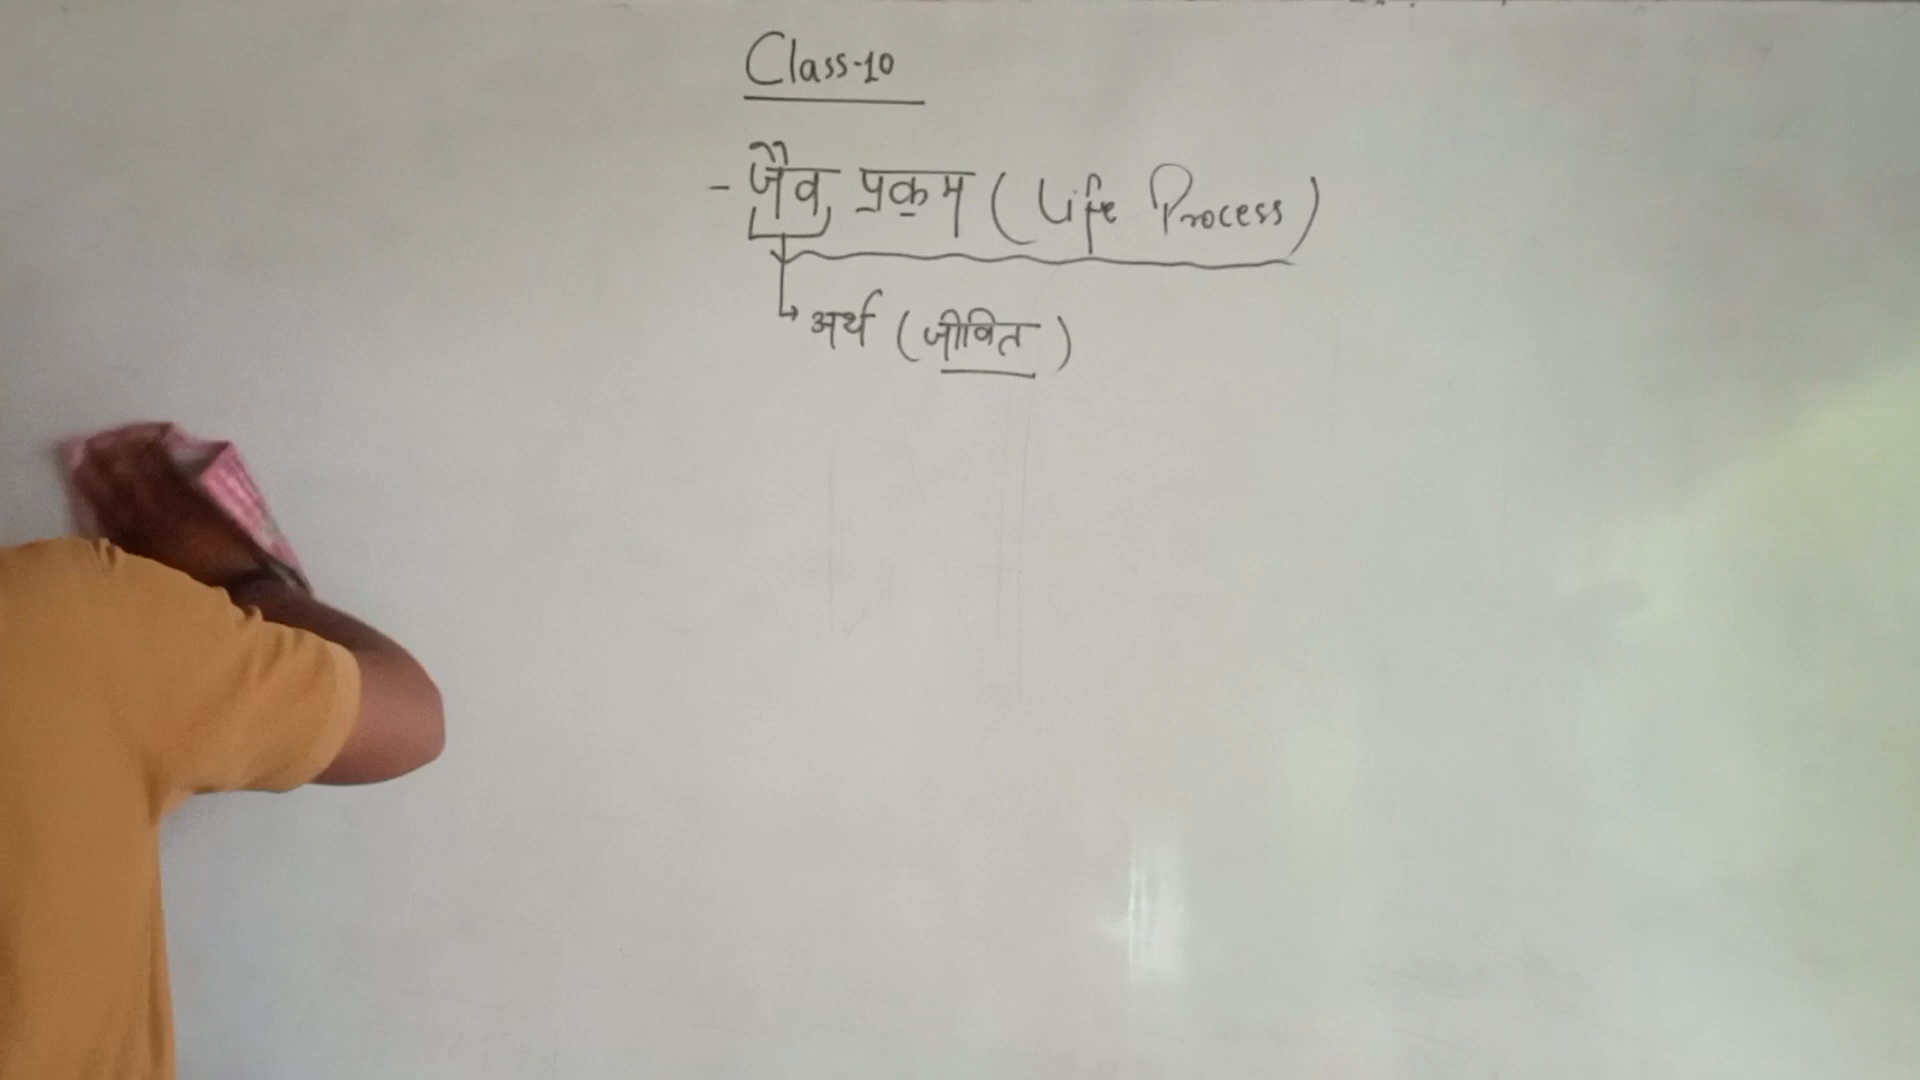 Class-10
- जैव प्रक्रम ( Life Process )
अर्थ ( जीवित )